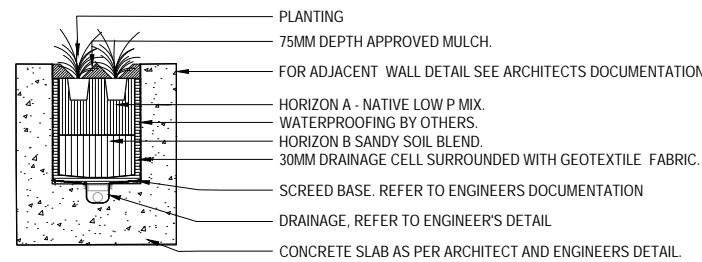 PLANTING
75MM DEPTH APPROVED MULCH.
FOR ADJACENT WALL DETAIL SEE ARCHITECTS DOCUMENTATION
HORIZON A - NATIVE LOW P MIX.
WATERPROOFING BY OTHERS.
HORIZON B SANDY SOIL BLEND.
30MM DRAINAGE CELL SURROUNDED WITH GEOTEXTILE FABRIC.
SCREED BASE. REFER TO ENGINEERS DOCUMENTATION
DRAINAGE, REFER TO ENGINEER'S DETAIL
CONCRETE SLAB AS PER ARCHITECT AND ENGINEERS DETAIL.